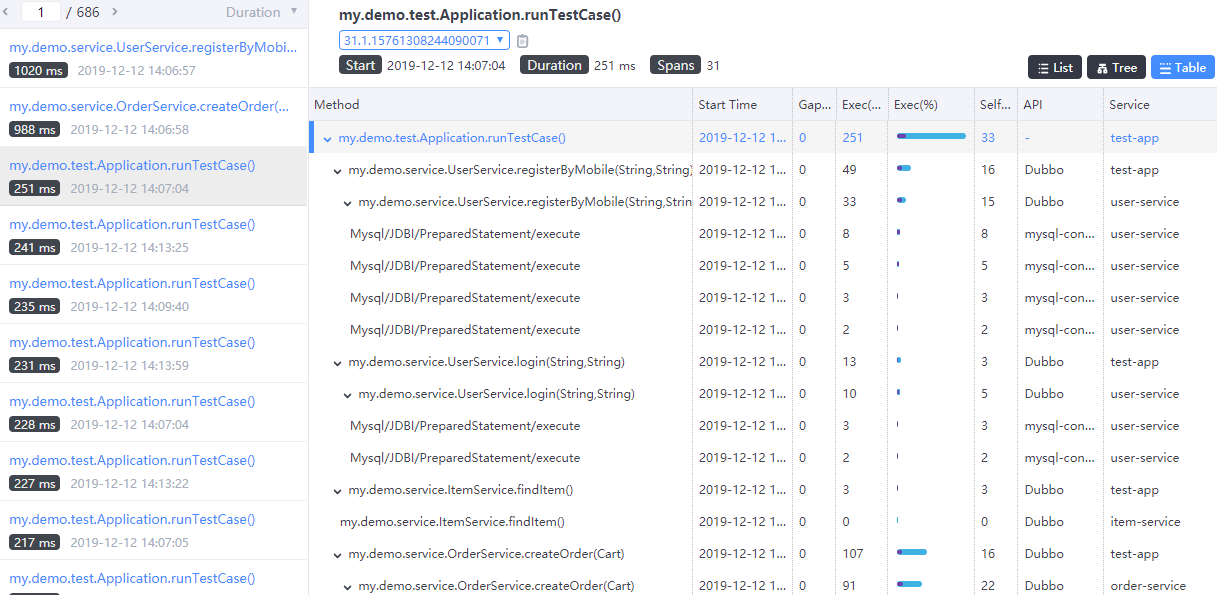 1 / 686 Duration
my.demo.service.UserService.registerByMobi...
1020 ms 2019-12-12 14:06:57
my.demo.service.OrderService.createOrder(...
988 ms 2019-12-12 14:06:58
my.demo.test.Application.runTestCase()
251 ms 2019-12-12 14:07:04
my.demo.test.Application.runTestCase()
241 ms 2019-12-12 14:13:25
my.demo.test.Application.runTestCase()
235 ms 2019-12-12 14:09:40
my.demo.test.Application.runTestCase()
231 ms 2019-12-12 14:13:59
my.demo.test.Application.runTestCase()
228 ms 2019-12-12 14:07:04
my.demo.test.Application.runTestCase()
227 ms 2019-12-12 14:13:22
my.demo.test.Application.runTestCase()
217 ms 2019-12-12 14:07:05
my.demo.test.Application.runTestCase()
my.demo.test.Application.runTestCase()
31.1.15761308244090071
Start 2019-12-12 14:07:04 Duration 251 ms Spans 31
List Tree Table
Method Start Time Gap... Exec(... Exec(%) Self... API Service
my.demo.test.Application.runTestCase() 2019-12-12 1... 0 251 33 - test-app
my.demo.service.UserService.registerByMobile(String,String) 2019-12-12 1... 0 49 16 Dubbo test-app
my.demo.service.UserService.registerByMobile(String,Strin 2019-12-12 1... 0 33 15 Dubbo user-service
Mysql/JDBI/PreparedStatement/execute 2019-12-12 1... 0 8 8 mysql-con... user-service
Mysql/JDBI/PreparedStatement/execute 2019-12-12 1... 0 5 5 mysql-con... user-service
Mysql/JDBI/PreparedStatement/execute 2019-12-12 1... 0 3 3 mysql-con... user-service
Mysql/JDBI/PreparedStatement/execute 2019-12-12 1... 0 2 2 mysql-con... user-service
my.demo.service.UserService.login(String,String) 2019-12-12 1... 0 13 3 Dubbo test-app
my.demo.service.UserService.login(String,String) 2019-12-12 1... 0 10 5 Dubbo user-service
Mysql/JDBI/PreparedStatement/execute 2019-12-12 1... 0 3 3 mysql-con... user-service
Mysql/JDBI/PreparedStatement/execute 2019-12-12 1... 0 2 2 mysql-con... user-service
my.demo.service.ItemService.findItem() 2019-12-12 1... 0 3 3 Dubbo test-app
my.demo.service.ItemService.findItem() 2019-12-12 1... 0 0 0 Dubbo item-service
my.demo.service.OrderService.createOrder(Cart) 2019-12-12 1... 0 107 16 Dubbo test-app
my.demo.service.OrderService.createOrder(Cart) 2019-12-12 1... 0 91 22 Dubbo order-service